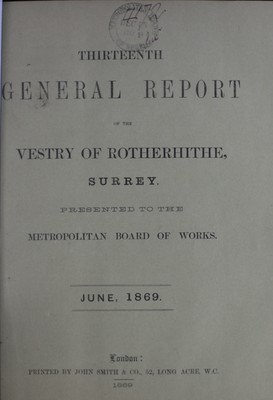 THIRTEENTH
GENERAL REPORT
OF THE
VESTRY OF ROTHERHITHE,
SURREY.
PRESENTED TO THE
METROPOLITAN BOARD OF WORKS.
JUNE, 1869.
London:
PRINTED BY JOHN SMITH & CO., 52, LONG ACRE, W.C.
1869